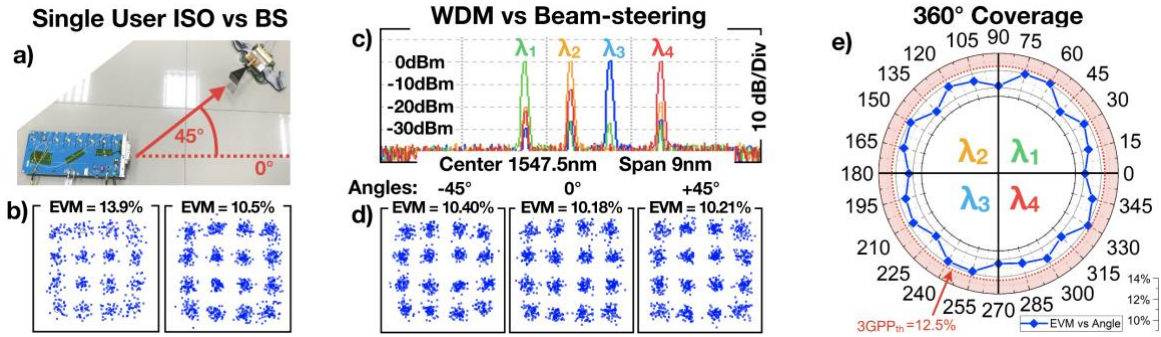 Single User ISO vs BS
a)
45°
0°
b)
EVM = 13.9%
EVM = 10.5%
WDM vs Beam-steering
c)
λ1
λ2
λ3
λ4
0dBm
-10dBm
-20dBm
-30dBm
10 dB/Div
Center 1547.5nm Span 9nm
Angles: -45° 0° +45°
d)
EVM = 10.40%
EVM = 10.18%
EVM = 10.21%
360° Coverage
e)
90
75
60
45
30
15
0
345
330
315
300
285
270
255
240
225
210
195
180
165
150
135
120
105
λ2
λ1
λ3
λ4
3GPPth=12.5%
14%
12%
10%
EVM vs Angle